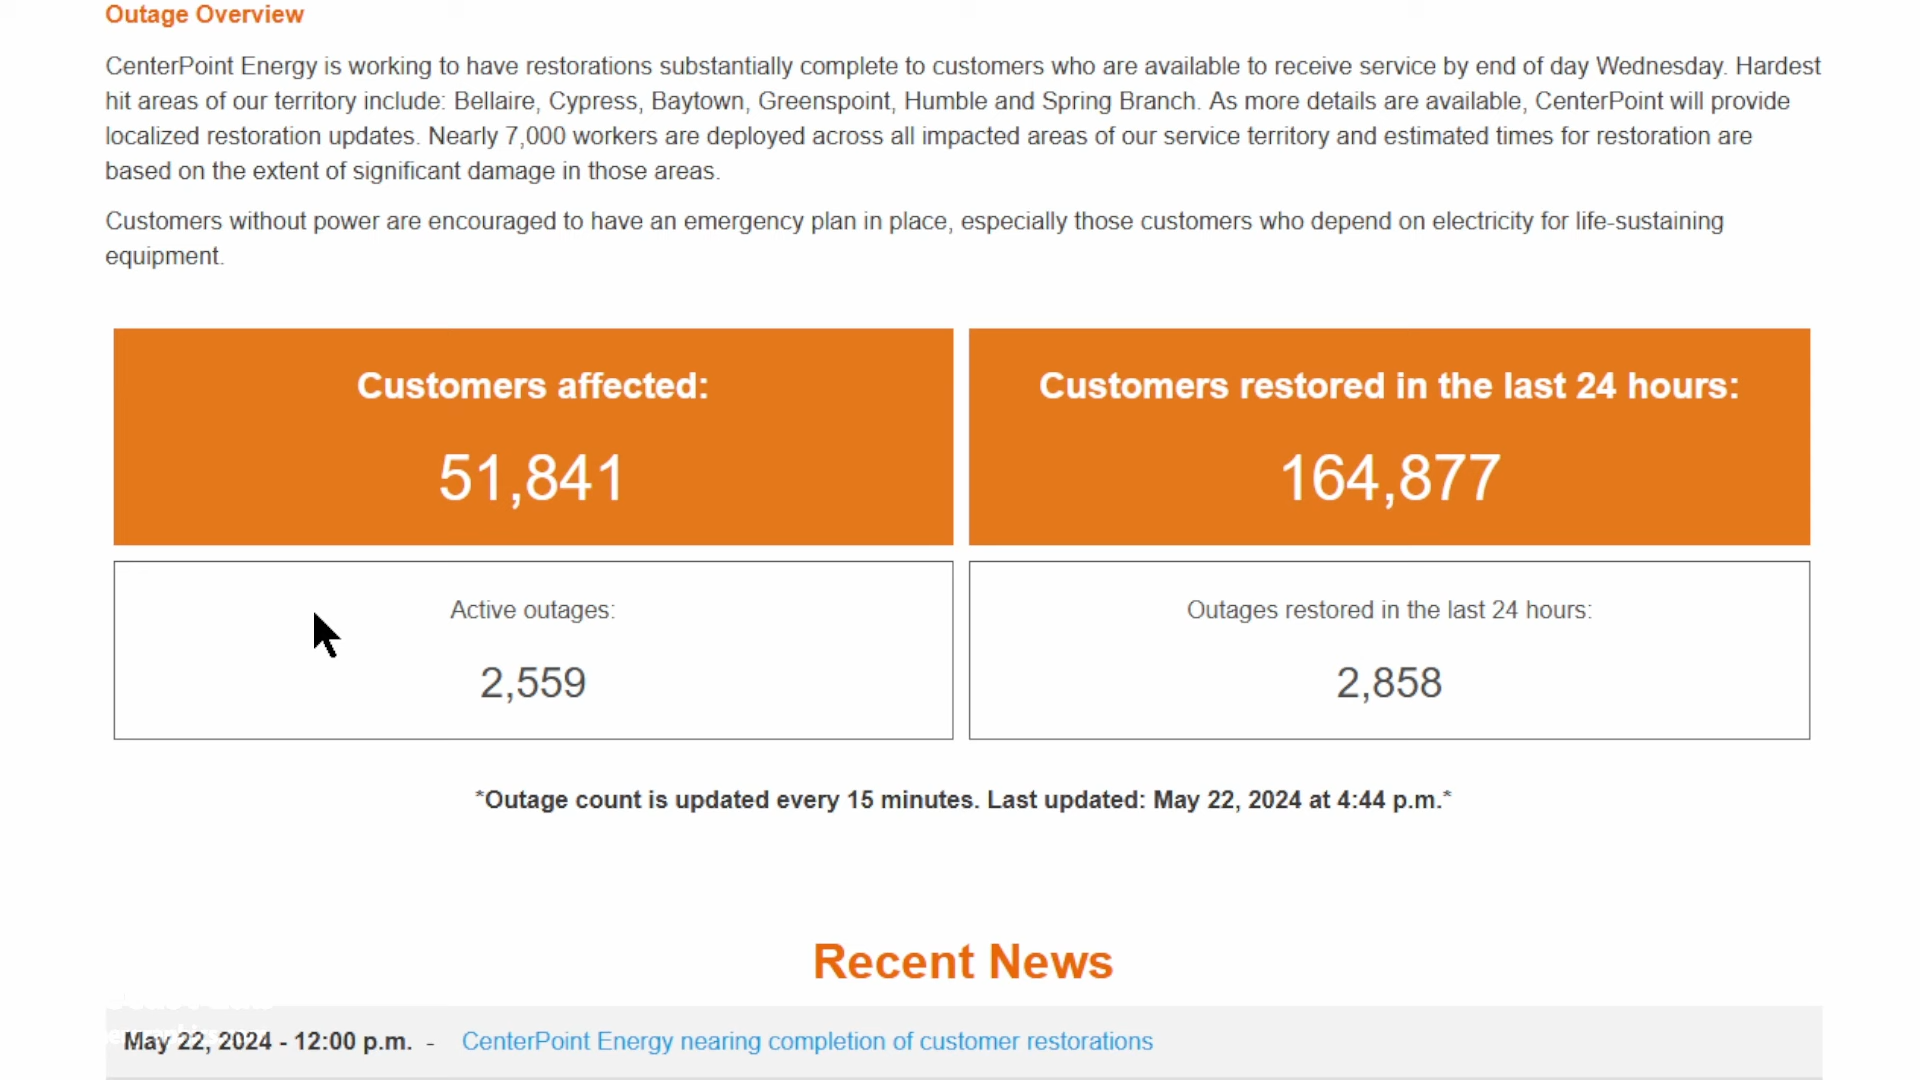 Outage Overview
CenterPoint Energy is working to have restorations substantially complete to customers who are available to receive service by end of day Wednesday. Hardest
hit areas of our territory include: Bellaire, Cypress, Baytown, Greenspoint, Humble and Spring Branch. As more details are available, CenterPoint will provide
localized restoration updates. Nearly 7,000 workers are deployed across all impacted areas of our service territory and estimated times for restoration are
based on the extent of significant damage in those areas.
Customers without power are encouraged to have an emergency plan in place, especially those customers who depend on electricity for life-sustaining
equipment.
Customers affected:
51,841
Customers restored in the last 24 hours:
164,877
Active outages:
2,559
Outages restored in the last 24 hours:
2,858
*Outage count is updated every 15 minutes. Last updated: May 22, 2024 at 4:44 p.m.*
Recent News
May 22, 2024 - 12:00 p.m. - CenterPoint Energy nearing completion of customer restorations